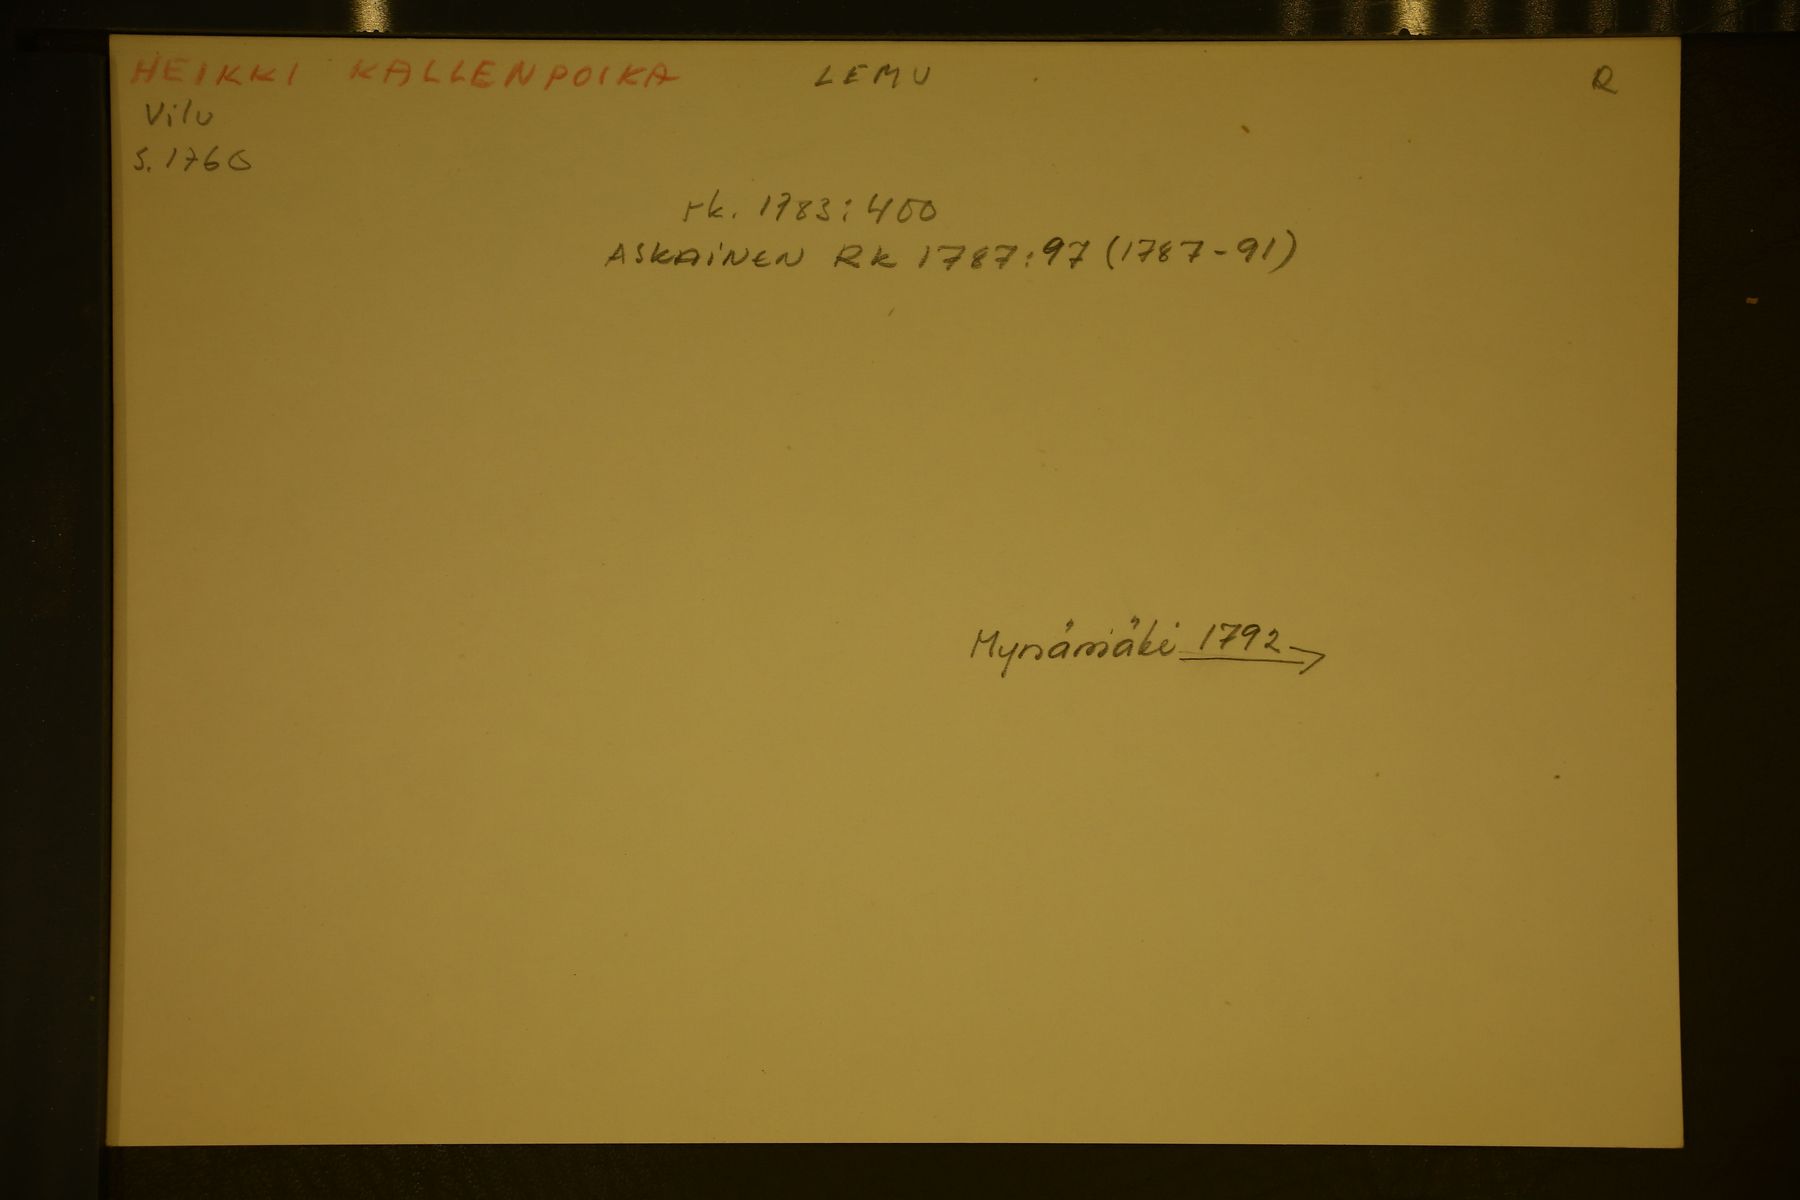 HEIKKI KALLENPOIKA LEMU R
Vilu
S. 1760
rk. 1783:400
ASKAINEN RK 1787:97 (1787-91)
Mynämäki 1792→